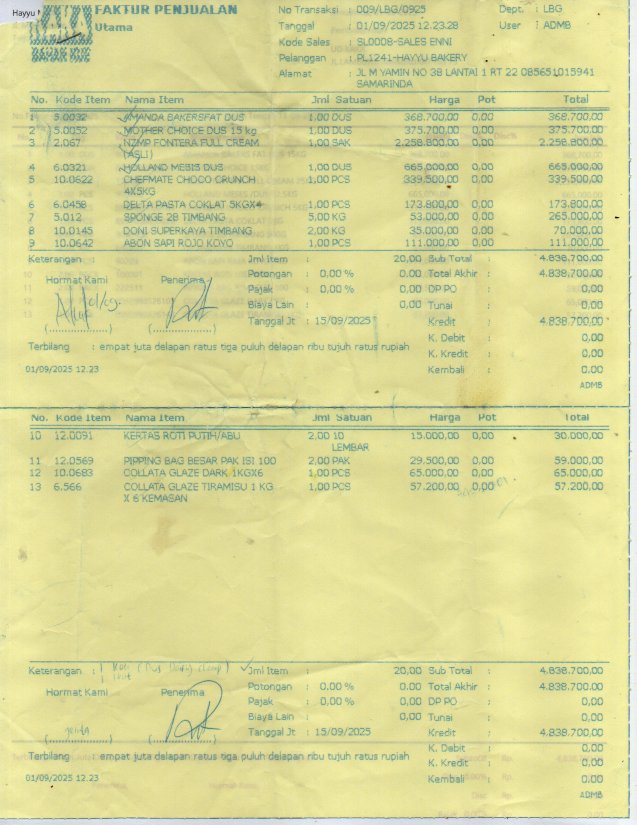 Hayyu
FAKTUR PENJUALAN
Utama
No Transaksi : 009/LBG/0925 Dept. : LBG
Tanggal : 01/09/2025 12.23.28 User : ADMB
Kode Sales : SL0008-SALES ENNI
Pelanggan : PL1241-HAYYU BAKERY
Alamat : JL M YAMIN NO 38 LANTAI 1 RT 22 085651015941
SAMARINDA
No. Kode Item Nama Item Jml Satuan Harga Pot Total
1 5.0032 AMANDA BAKERSFAT DUS 1,00 DUS 368.700,00 0,00 368.700,00
2 5.0052 MOTHER CHOICE DUS 15 kg 1,00 DUS 375.700,00 0,00 375.700,00
3 2.067 NZMP FONTERA FULL CREAM 1,00 SAK 2.258.800,00 0,00 2.258.800,00
(ASLI)
4 6.0321 HOLLAND MESIS DUS 1,00 DUS 665.000,00 0,00 665.000,00
5 10.0622 CHEFMATE CHOCO CRUNCH 1,00 PCS 339.500,00 0,00 339.500,00
4X5KG
6 6.0458 DELTA PASTA COKLAT 5KGX4 1,00 PCS 173.800,00 0,00 173.800,00
7 5.012 SPONGE 28 TIMBANG 5,00 KG 53.000,00 0,00 265.000,00
8 10.0145 DONI SUPERKAYA TIMBANG 2,00 KG 35.000,00 0,00 70.000,00
9 10.0642 ABON SAPI ROJO KOYO 1,00 PCS 111.000,00 0,00 111.000,00
Keterangan Jml Item : 20,00 Sub Total : 4.838.700,00
Potongan : 0,00 % 0,00 Total Akhir : 4.838.700,00
Hormat Kami Penerima Pajak : 0,00 % 0,00 DP PO : 0,00
Biaya Lain : 0,00 Tunai : 0,00
Tanggal Jt : 15/09/2025 Kredit : 4.838.700,00
(................) (................) K. Debit : 0,00
Terbilang : empat juta delapan ratus tiga puluh delapan ribu tujuh ratus rupiah K. Kredit : 0,00
01/09/2025 12.23 Kembali : 0,00
ADMB
No. Kode Item Nama Item Jml Satuan Harga Pot Total
10 12.0091 KERTAS ROTI PUTIH/ABU 2,00 10 15.000,00 0,00 30.000,00
LEMBAR
11 12.0569 PIPPING BAG BESAR PAK ISI 100 2,00 PAK 29.500,00 0,00 59.000,00
12 10.0683 COLLATA GLAZE DARK 1KGX6 1,00 PCS 65.000,00 0,00 65.000,00
13 6.566 COLLATA GLAZE TIRAMISU 1 KG 1,00 PCS 57.200,00 0,00 57.200,00
X 6 KEMASAN
Keterangan : Jml Item : 20,00 Sub Total : 4.838.700,00
Potongan : 0,00 % 0,00 Total Akhir : 4.838.700,00
Hormat Kami Penerima Pajak : 0,00 % 0,00 DP PO : 0,00
Biaya Lain : 0,00 Tunai : 0,00
Tanggal Jt : 15/09/2025 Kredit : 4.838.700,00
(................) (................) K. Debit : 0,00
Terbilang : empat juta delapan ratus tiga puluh delapan ribu tujuh ratus rupiah K. Kredit : 0,00
01/09/2025 12.23 Kembali : 0,00
ADMB